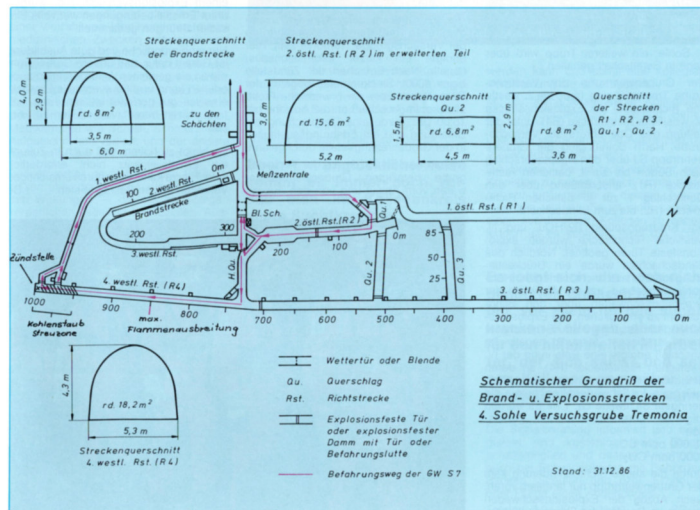 Streckenquerschnitt
der Brandstrecke
4,0 m
2,9 m
rd. 8 m²
3,5 m
6,0 m
zu den
Schächten
Meßzentrale
Streckenquerschnitt
2. östl. Rst. (R 2) im erweiterten Teil
3,8 m
rd. 15,6 m²
5,2 m
Streckenquerschnitt
Qu. 2
1,5 m
rd. 6,8 m²
4,5 m
Querschnitt
der Strecken
R1, R2, R3,
Qu. 1, Qu. 2
2,9 m
rd. 8 m²
3,6 m
N
1. westl. Rst.
2. westl. Rst.
0m
100
Brandstrecke
200
300
3. westl. Rst.
Bl. Sch.
2. östl. Rst. (R2)
Qu. 1
1. östl. Rst. (R1)
200
100
0m
Qu. 2
85
50
25
Qu. 3
H. Qu.
Zündstelle
4. westl. Rst. (R4)
3. östl. Rst. (R3)
1000
900
800
700
600
500
400
300
200
100
0 m
Kohlenstaub
Streuzone
max.
Flammenausbreitung
4,3 m
rd. 18,2 m²
5,3 m
Streckenquerschnitt
4. westl. Rst. (R4)
Wettertür oder Blende
Qu. Querschlag
Rst. Richtstrecke
Explosionsfeste Tür
oder explosionsfester
Damm mit Tür oder
Befahrungslutte
Befahrungsweg der GW S7
Schematischer Grundriß der
Brand- u. Explosionsstrecken
4. Sohle Versuchsgrube Tremonia
Stand: 31.12.86